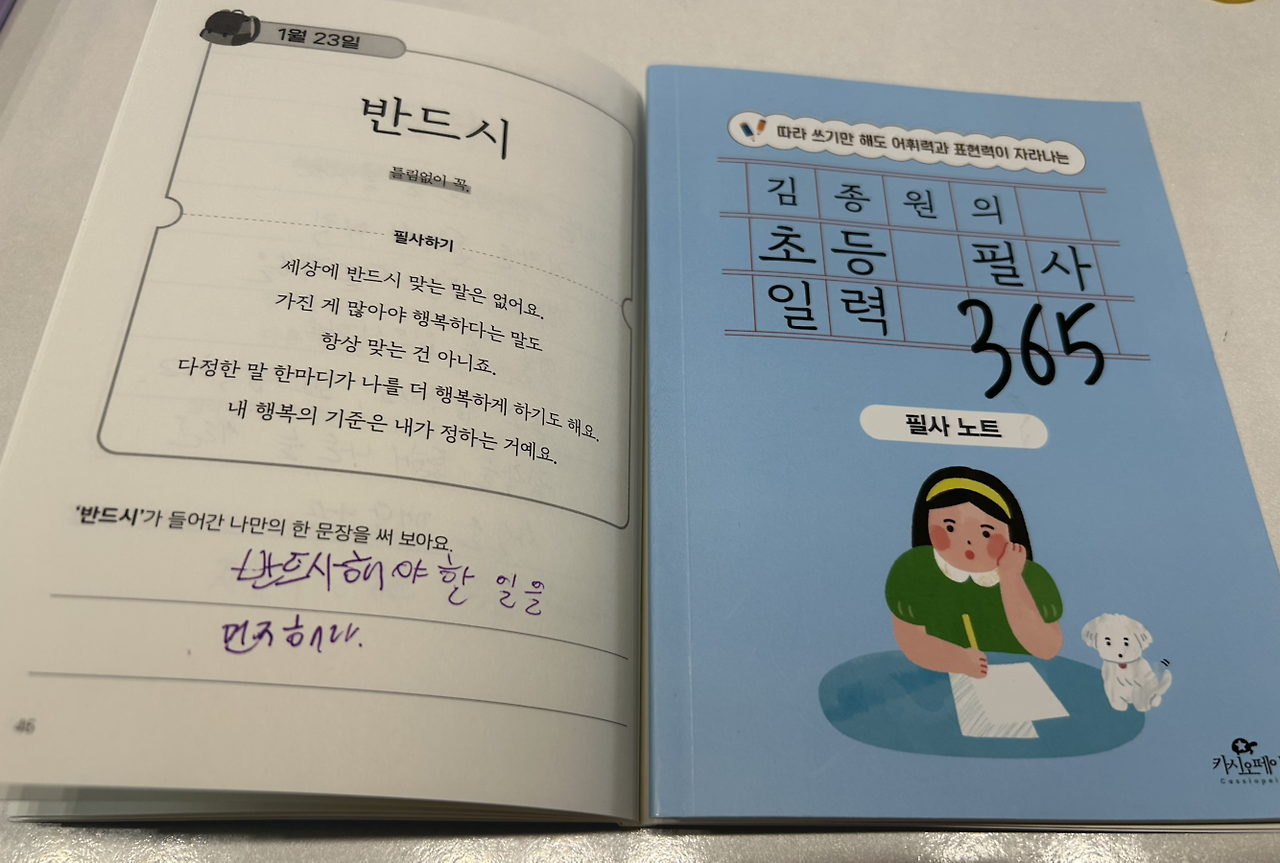 1월 23일
반드시
틀림없이 꼭.
필사하기
세상에 반드시 맞는 말은 없어요.
가진 게 많아야 행복하다는 말도
항상 맞는 건 아니죠.
다정한 말 한마디가 나를 더 행복하게 하기도 해요.
내 행복의 기준은 내가 정하는 거예요.
'반드시'가 들어간 나만의 한 문장을 써 보아요.
반드시해야 할 일을
먼저해라.
46
따라 쓰기만 해도 어휘력과 표현력이 자라나는
김종원의
초등 필사
일력 365
필사 노트
카시오페아
Cassiopei